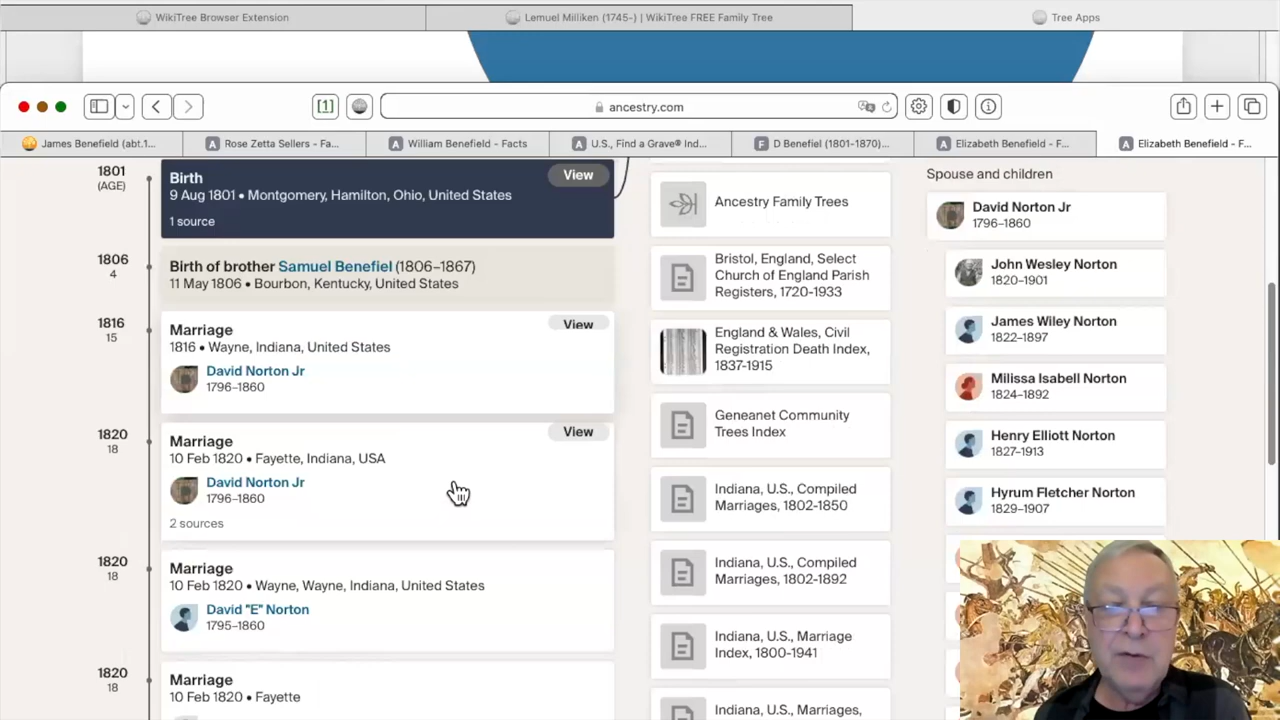 WikiTree Browser Extension
Lemuel Milliken (1745-) | WikiTree FREE Family Tree
Tree Apps
[1]
ancestry.com
James Benefield (abt.1...
Rose Zetta Sellers - Fa...
William Benefield - Facts
U.S., Find a Grave® Ind...
D Benefiel (1801-1870)...
Elizabeth Benefield - F...
Elizabeth Benefield - F...
1801
(AGE)
Birth
View
9 Aug 1801 • Montgomery, Hamilton, Ohio, United States
1 source
1806
4
Birth of brother Samuel Benefiel (1806–1867)
11 May 1806 • Bourbon, Kentucky, United States
1816
15
Marriage
View
1816 • Wayne, Indiana, United States
David Norton Jr
1796–1860
1820
18
Marriage
View
10 Feb 1820 • Fayette, Indiana, USA
David Norton Jr
1796–1860
2 sources
1820
18
Marriage
10 Feb 1820 • Wayne, Wayne, Indiana, United States
David "E" Norton
1795–1860
1820
18
Marriage
10 Feb 1820 • Fayette
Ancestry Family Trees
Bristol, England, Select
Church of England Parish
Registers, 1720-1933
England & Wales, Civil
Registration Death Index,
1837-1915
Geneanet Community
Trees Index
Indiana, U.S., Compiled
Marriages, 1802-1850
Indiana, U.S., Compiled
Marriages, 1802-1892
Indiana, U.S., Marriage
Index, 1800-1941
Indiana, U.S., Marriages,
Spouse and children
David Norton Jr
1796–1860
John Wesley Norton
1820–1901
James Wiley Norton
1822–1897
Milissa Isabell Norton
1824–1892
Henry Elliott Norton
1827–1913
Hyrum Fletcher Norton
1829–1907